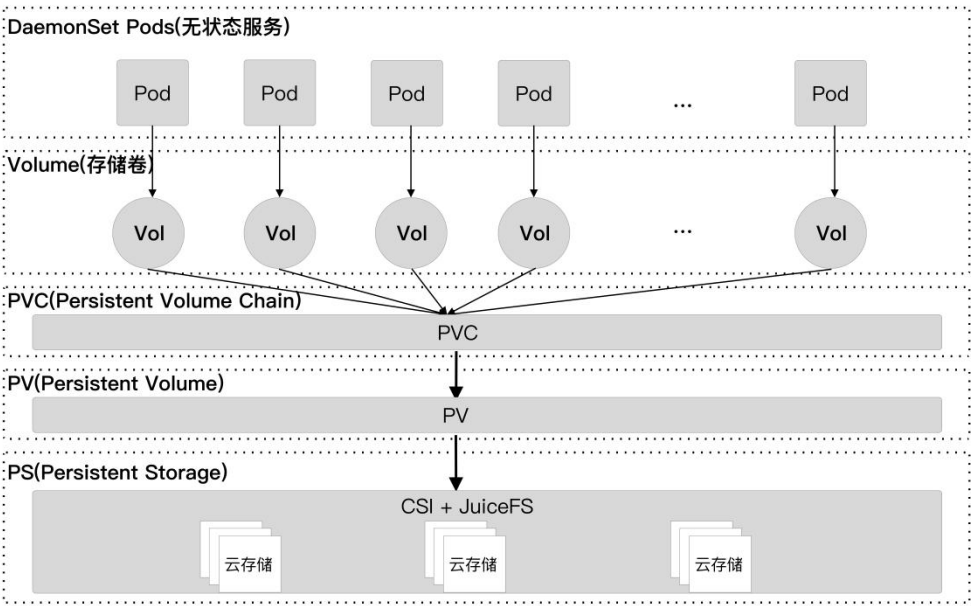 DaemonSet Pods(无状态服务)
Pod Pod Pod Pod ... Pod
Volume(存储卷)
Vol Vol Vol Vol ... Vol
PVC(Persistent Volume Chain)
PVC
PV(Persistent Volume)
PV
PS(Persistent Storage)
CSI + JuiceFS
云存储 云存储 云存储